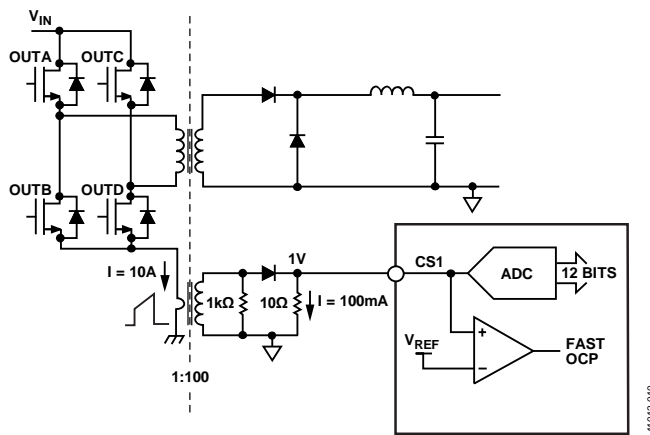 VIN
OUTA
OUTC
OUTB
OUTD
I = 10A
1kΩ
10Ω
1V
I = 100mA
1:100
CS1
ADC
12 BITS
VREF
+
−
FAST
OCP